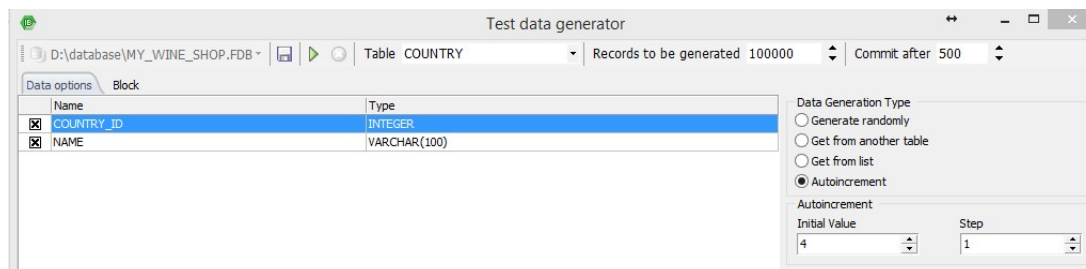 IB Test data generator
D:\database\MY_WINE_SHOP.FDB Table COUNTRY Records to be generated 100000 Commit after 500
Data options Block
Name Type
COUNTRY_ID INTEGER
NAME VARCHAR(100)
Data Generation Type
Generate randomly
Get from another table
Get from list
Autoincrement
Autoincrement
Initial Value Step
4 1